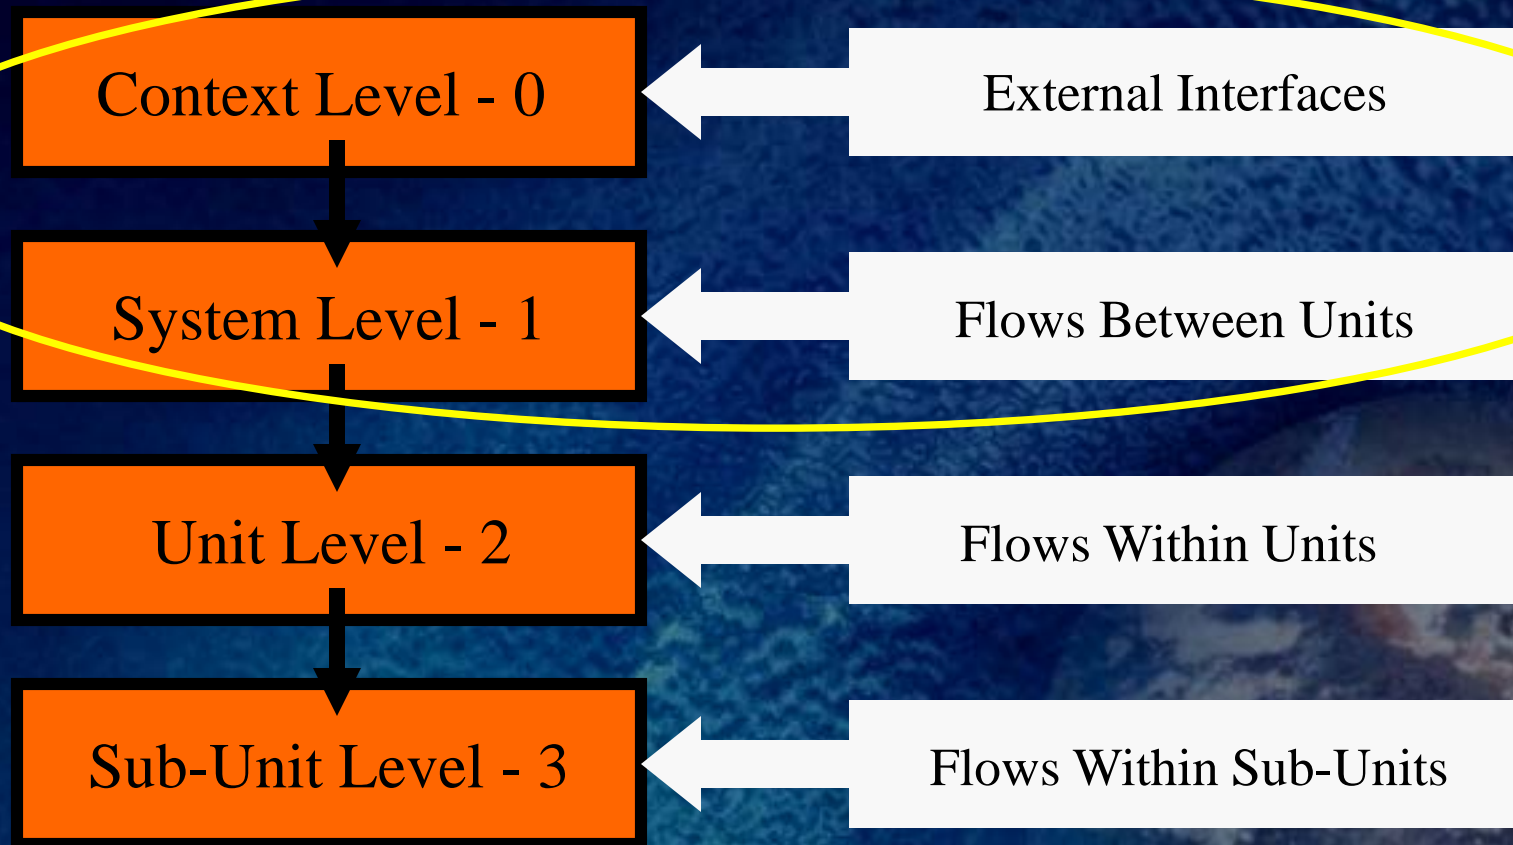 Context Level - 0
External Interfaces
System Level - 1
Flows Between Units
Unit Level - 2
Flows Within Units
Sub-Unit Level - 3
Flows Within Sub-Units